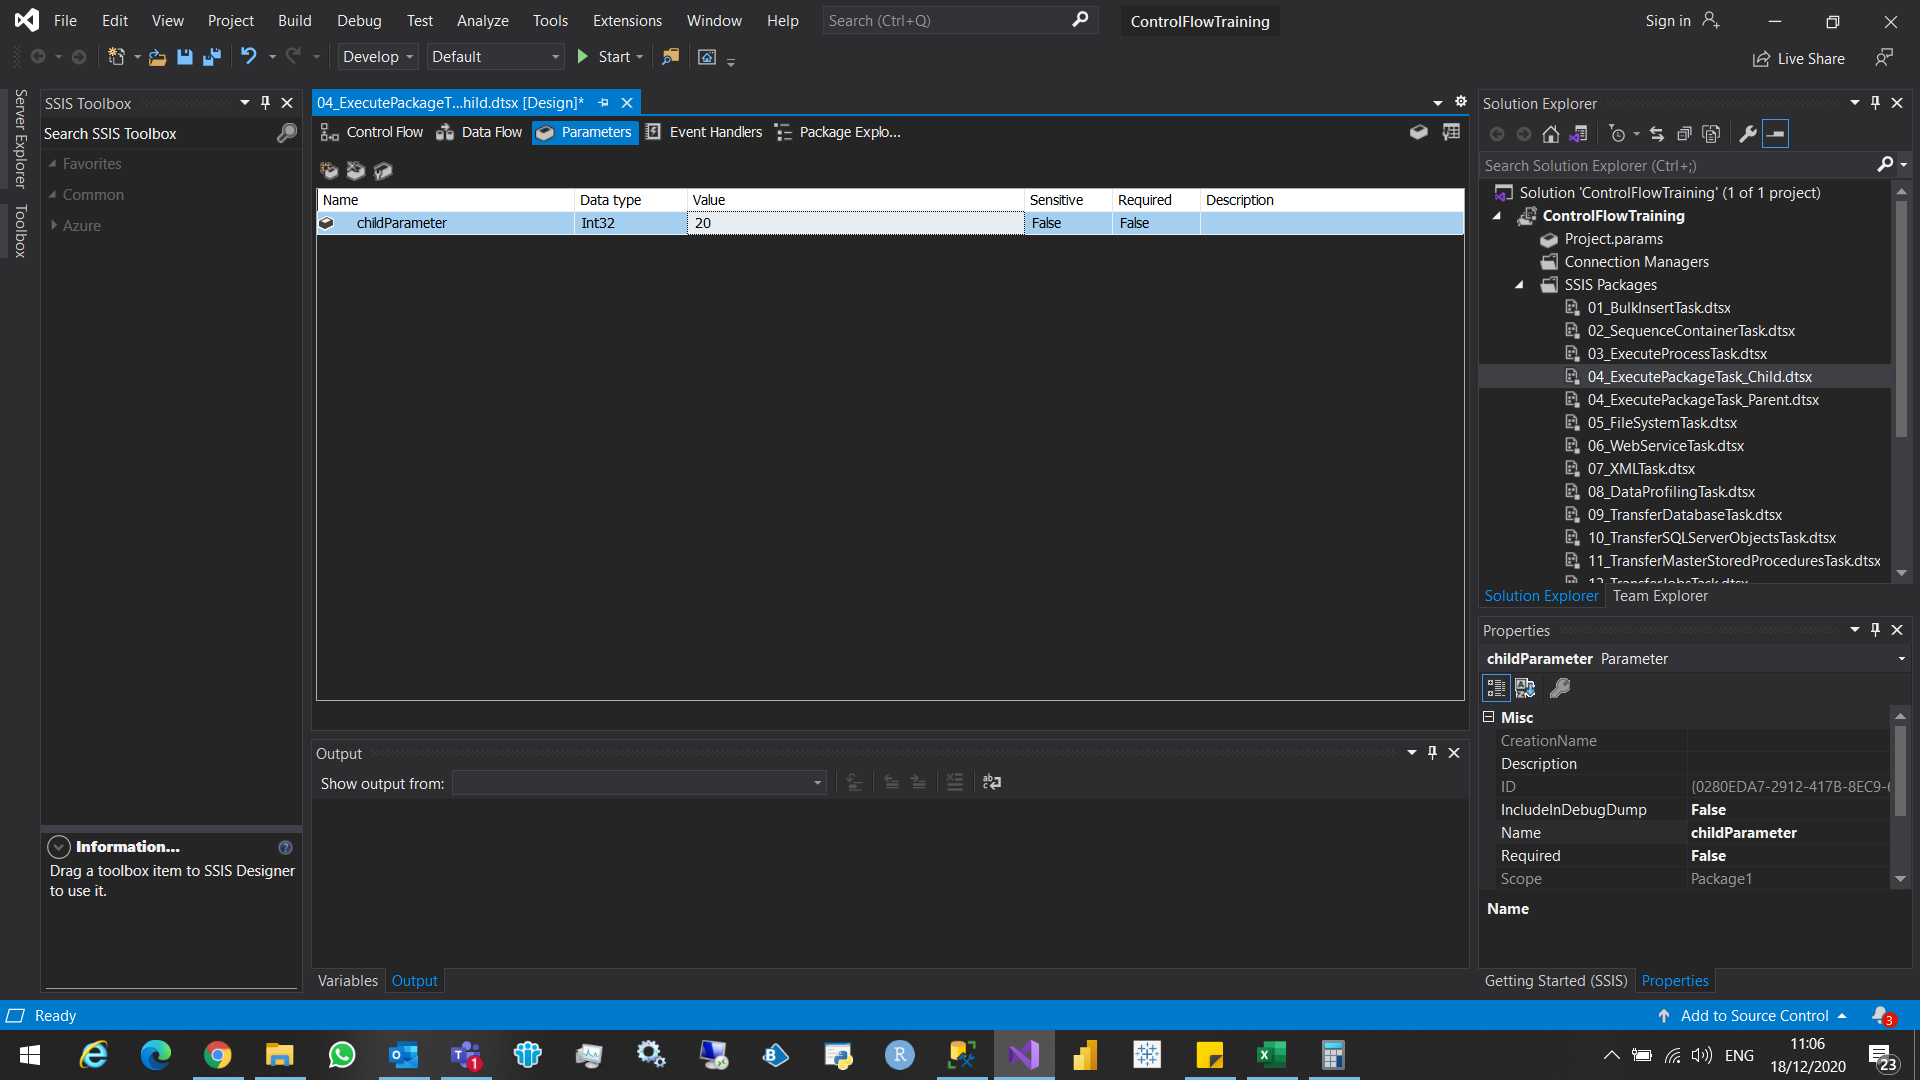 File Edit View Project Build Debug Test Analyze Tools Extensions Window Help Search (Ctrl+Q) ControlFlowTraining Sign in
Develop Default Start Live Share
Server Explorer
Toolbox
SSIS Toolbox
Search SSIS Toolbox
Favorites
Common
Azure
Information...
Drag a toolbox item to SSIS Designer
to use it.
04_ExecutePackageT...hild.dtsx [Design]*
Control Flow Data Flow Parameters Event Handlers Package Explo...
Name Data type Value Sensitive Required Description
childParameter Int32 20 False False
Output
Show output from:
Variables Output
Solution Explorer
Search Solution Explorer (Ctrl+;)
Solution 'ControlFlowTraining' (1 of 1 project)
ControlFlowTraining
Project.params
Connection Managers
SSIS Packages
01_BulkInsertTask.dtsx
02_SequenceContainerTask.dtsx
03_ExecuteProcessTask.dtsx
04_ExecutePackageTask_Child.dtsx
04_ExecutePackageTask_Parent.dtsx
05_FileSystemTask.dtsx
06_WebServiceTask.dtsx
07_XMLTask.dtsx
08_DataProfilingTask.dtsx
09_TransferDatabaseTask.dtsx
10_TransferSQLServerObjectsTask.dtsx
11_TransferMasterStoredProceduresTask.dtsx
12_TransferJobsTask.dtsx
Solution Explorer Team Explorer
Properties
childParameter Parameter
Misc
CreationName
Description
ID {0280EDA7-2912-417B-8EC9-
IncludeInDebugDump False
Name childParameter
Required False
Scope Package1
Name
Getting Started (SSIS) Properties
Ready Add to Source Control 3
1 ENG 11:06
18/12/2020 23